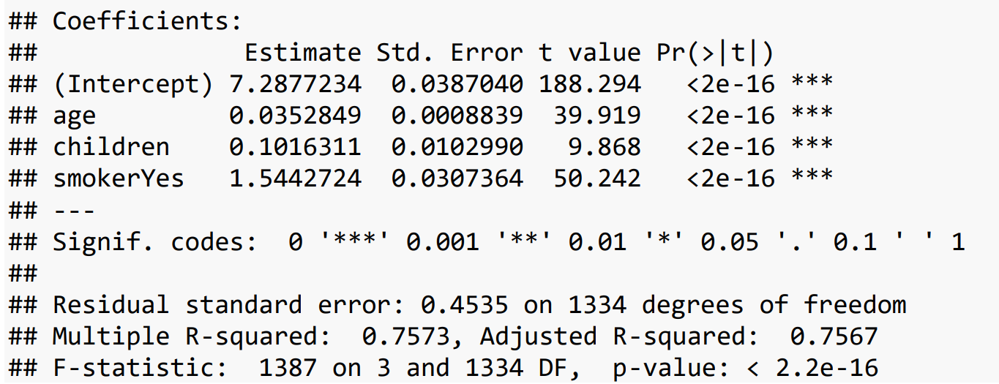 ## Coefficients:
##              Estimate Std. Error t value Pr(>|t|)
## (Intercept) 7.2877234  0.0387040 188.294   <2e-16 ***
## age         0.0352849  0.0008839  39.919   <2e-16 ***
## children    0.1016311  0.0102990   9.868   <2e-16 ***
## smokerYes   1.5442724  0.0307364  50.242   <2e-16 ***
## ---
## Signif. codes:  0 '***' 0.001 '**' 0.01 '*' 0.05 '.' 0.1 ' ' 1
##
## Residual standard error: 0.4535 on 1334 degrees of freedom
## Multiple R-squared:  0.7573, Adjusted R-squared:  0.7567
## F-statistic:  1387 on 3 and 1334 DF,  p-value: < 2.2e-16